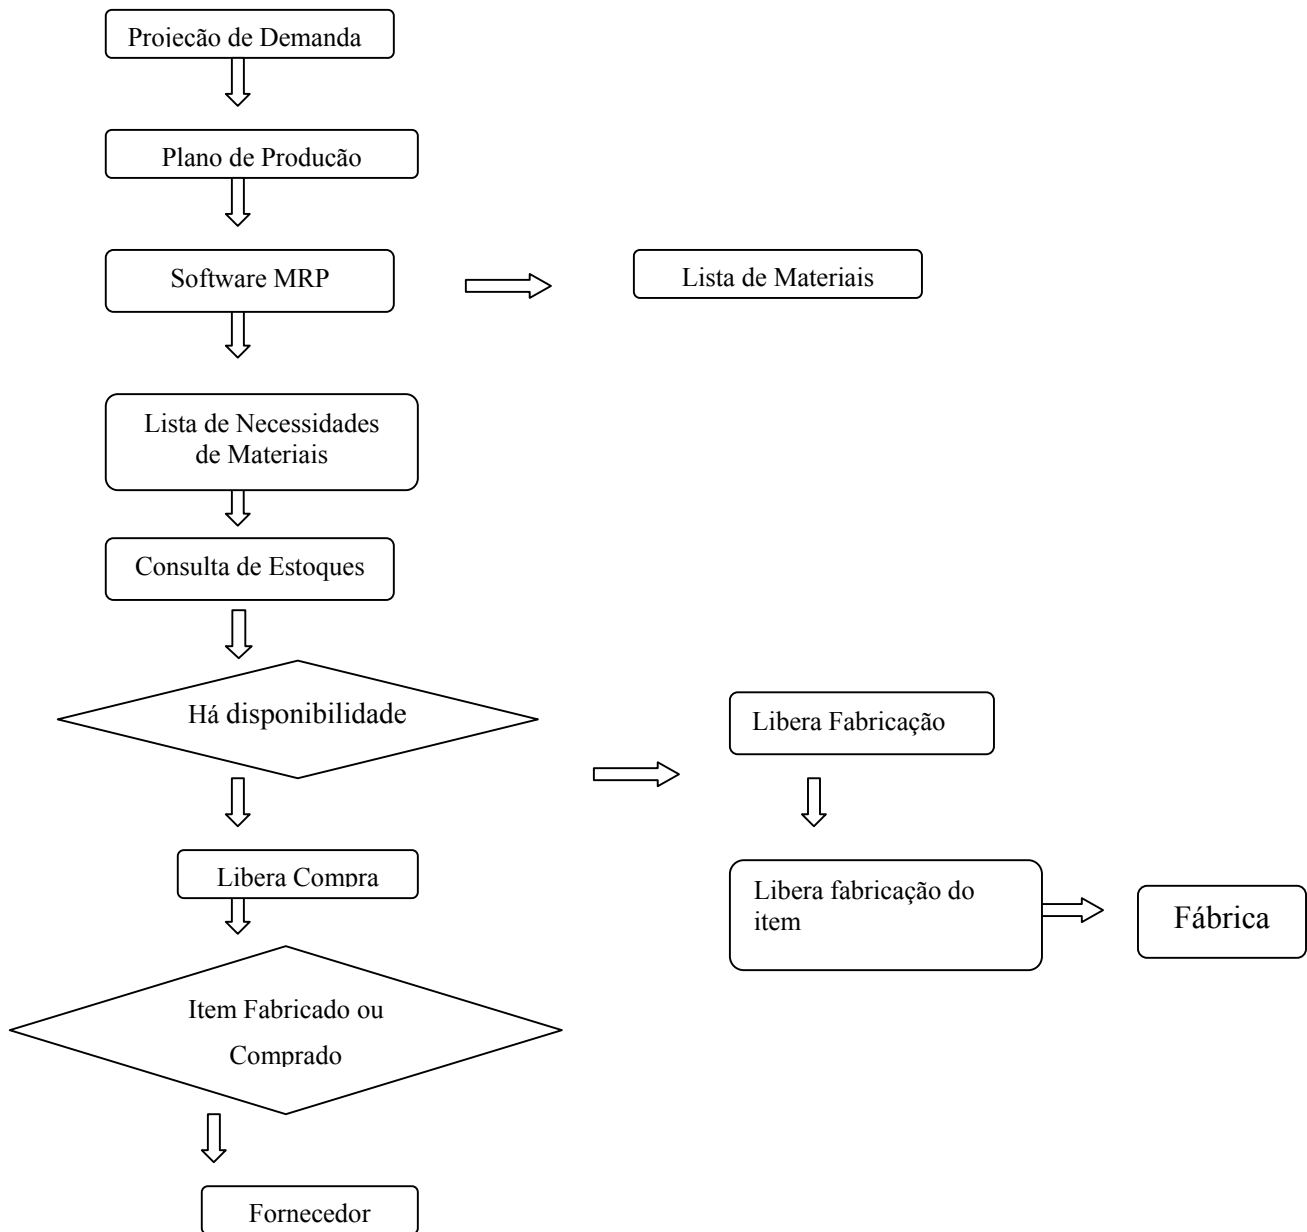 Projeção de Demanda
Plano de Produção
Software MRP
Lista de Materiais
Lista de Necessidades
de Materiais
Consulta de Estoques
Há disponibilidade
Libera Fabricação
Libera Compra
Libera fabricação do
item
Fábrica
Item Fabricado ou
Comprado
Fornecedor